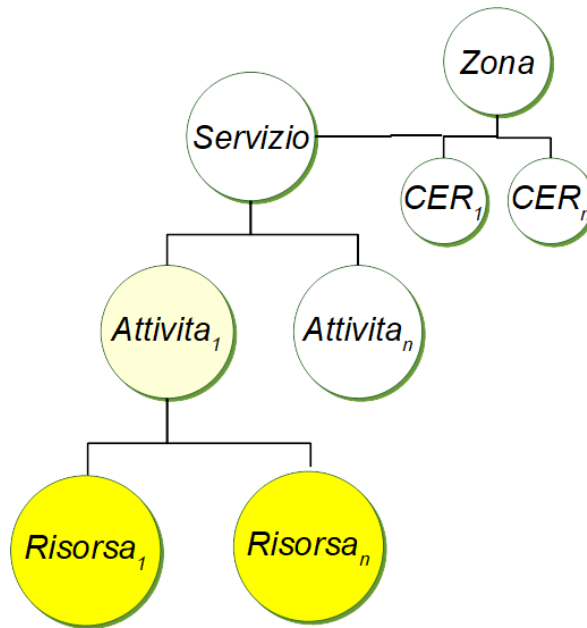 Zona
Servizio
CER1
CERn
Attivita1
Attivitan
Risorsa1
Risorsan